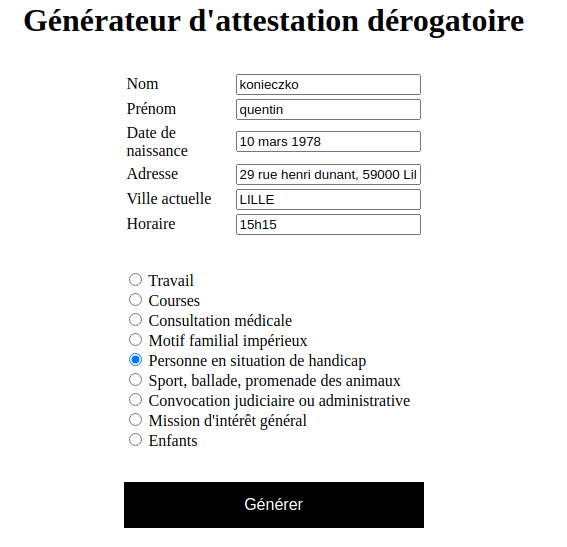 Générateur d'attestation dérogatoire
Nom konieczko
Prénom quentin
Date de
naissance 10 mars 1978
Adresse 29 rue henri dunant, 59000 Lil
Ville actuelle LILLE
Horaire 15h15
Travail
Courses
Consultation médicale
Motif familial impérieux
Personne en situation de handicap
Sport, ballade, promenade des animaux
Convocation judiciaire ou administrative
Mission d'intérêt général
Enfants
Générer